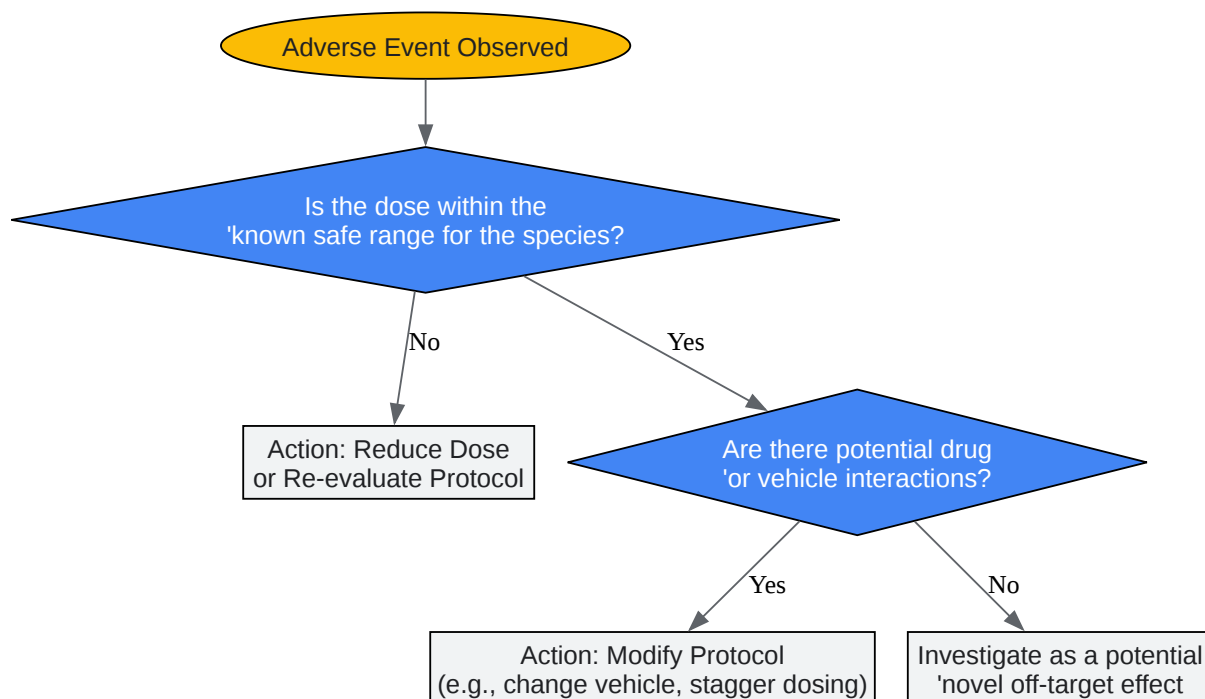 Adverse Event Observed
Is the dose within the
'known safe range for the species?
No
Yes
Action: Reduce Dose
or Re-evaluate Protocol
Are there potential drug
'or vehicle interactions?
Yes
No
Action: Modify Protocol
(e.g., change vehicle, stagger dosing)
Investigate as a potential
'novel off-target effect